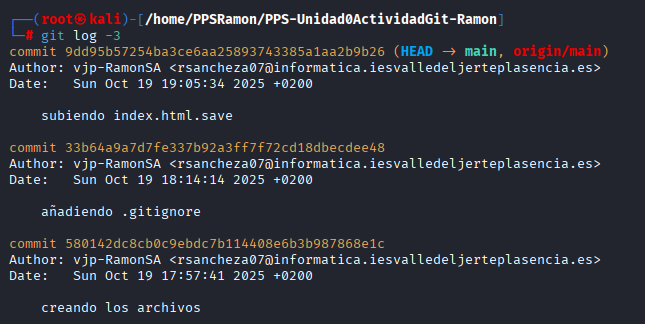 ┌──(root㉿kali)-[/home/PPSRamon/PPS-Unidad0ActividadGit-Ramon]
└─# git log -3
commit 9dd95b57254ba3ce6aa25893743385a1aa2b9b26 (HEAD → main, origin/main)
Author: vjp-RamonSA <rsancheza07@informatica.iesvalledeljerteplasencia.es>
Date:   Sun Oct 19 19:05:34 2025 +0200
    subiendo index.html.save
commit 33b64a9a7d7fe337b92a3ff7f72cd18dbecdee48
Author: vjp-RamonSA <rsancheza07@informatica.iesvalledeljerteplasencia.es>
Date:   Sun Oct 19 18:14:14 2025 +0200
    añadiendo .gitignore
commit 580142dc8cb0c9ebdc7b114408e6b3b987868e1c
Author: vjp-RamonSA <rsancheza07@informatica.iesvalledeljerteplasencia.es>
Date:   Sun Oct 19 17:57:41 2025 +0200
    creando los archivos